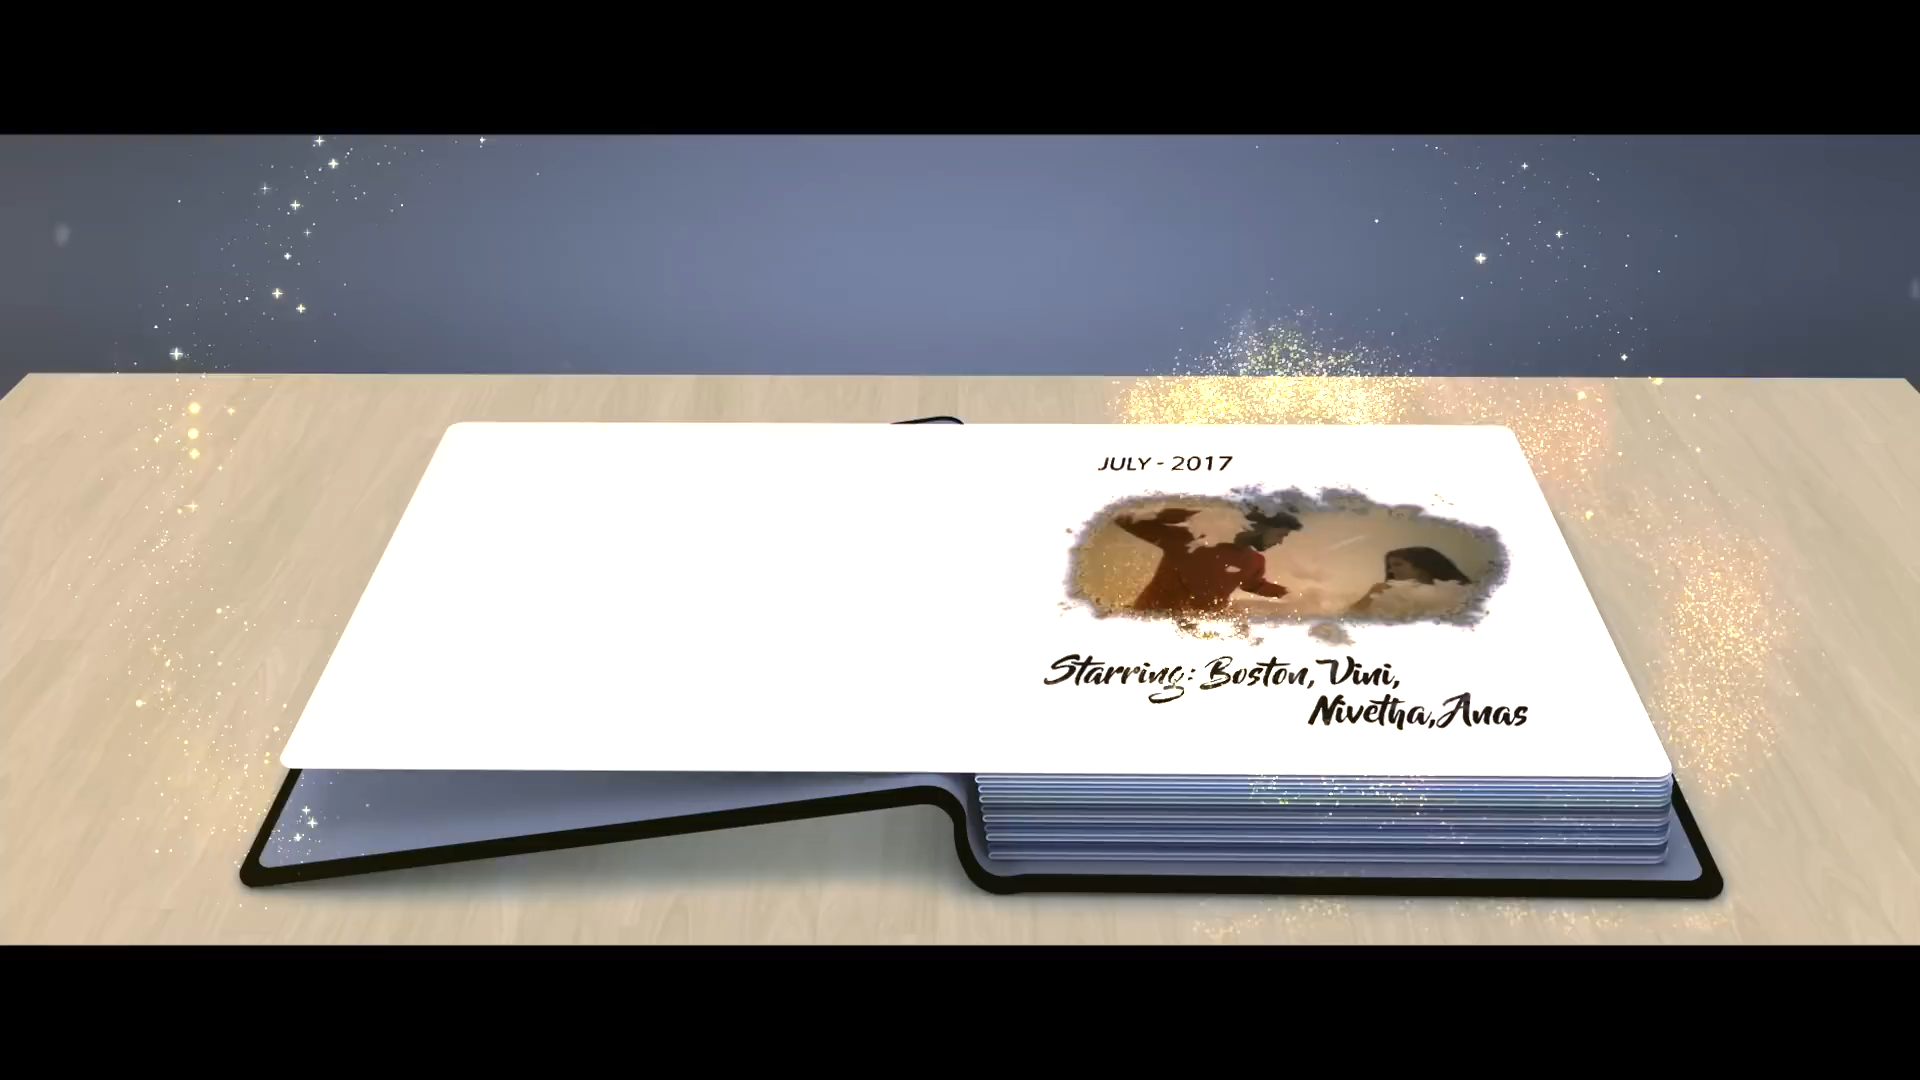 JULY - 2017
Starring: Boston, Vini,
Nivetha, Anas